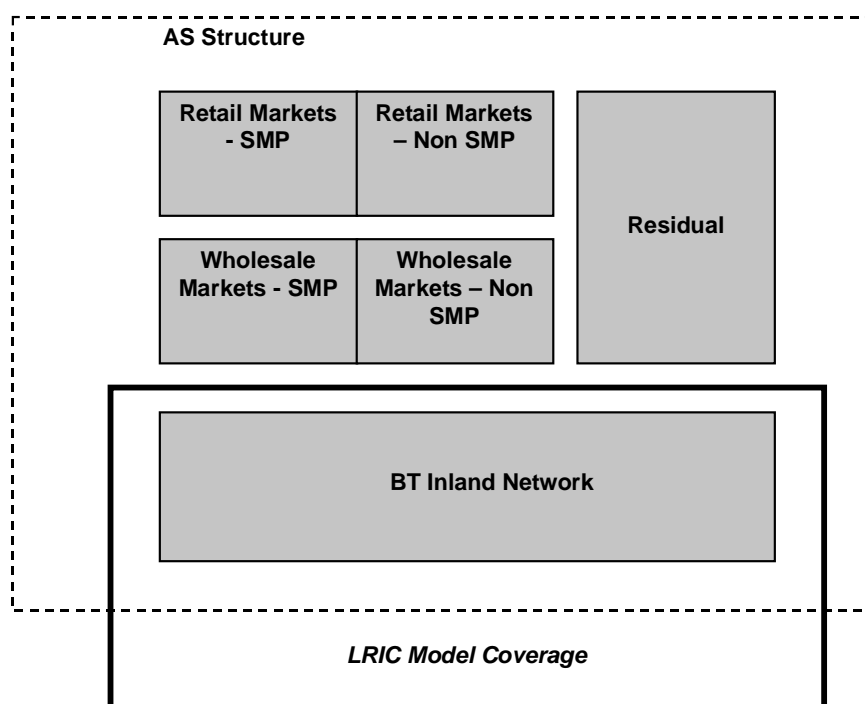 AS Structure
Retail Markets
- SMP
Retail Markets
– Non SMP
Residual
Wholesale
Markets - SMP
Wholesale
Markets – Non
SMP
BT Inland Network
LRIC Model Coverage